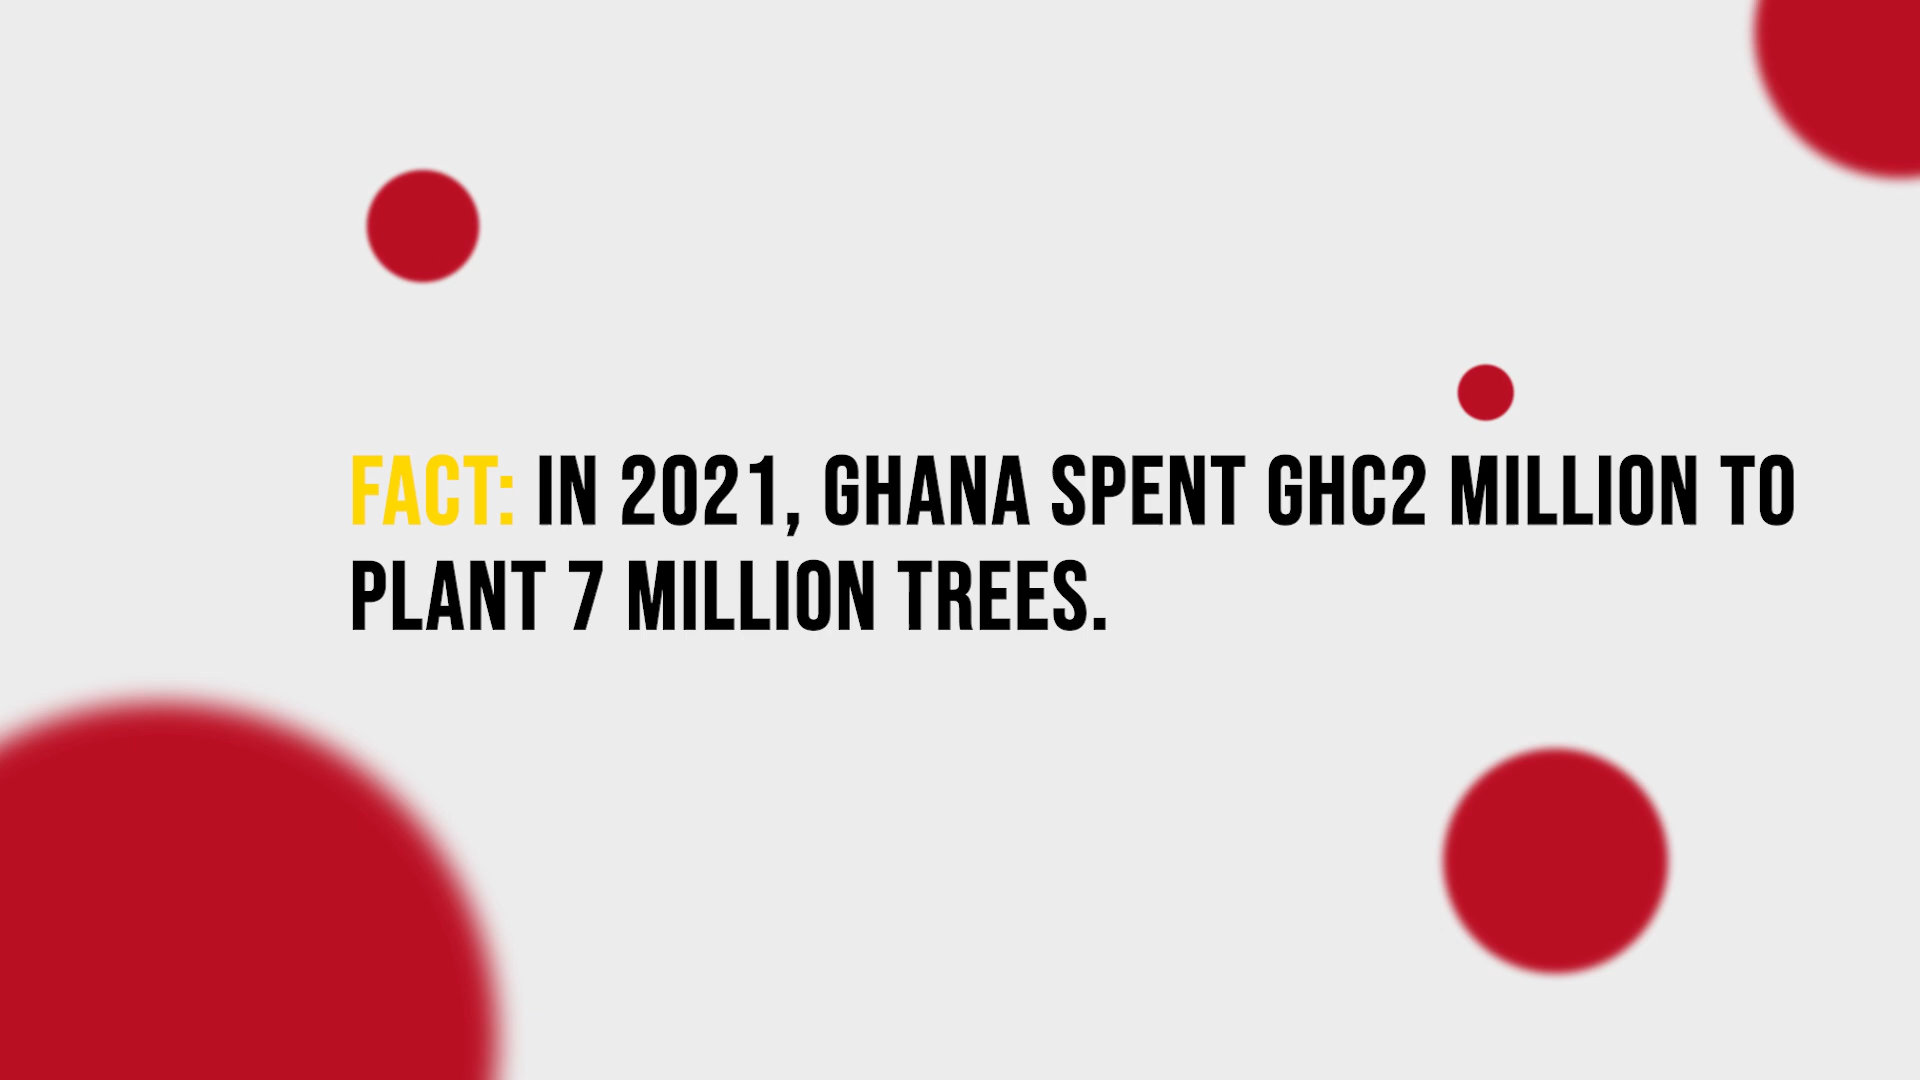 FACT: IN 2021, GHANA SPENT GHC2 MILLION TO
PLANT 7 MILLION TREES.